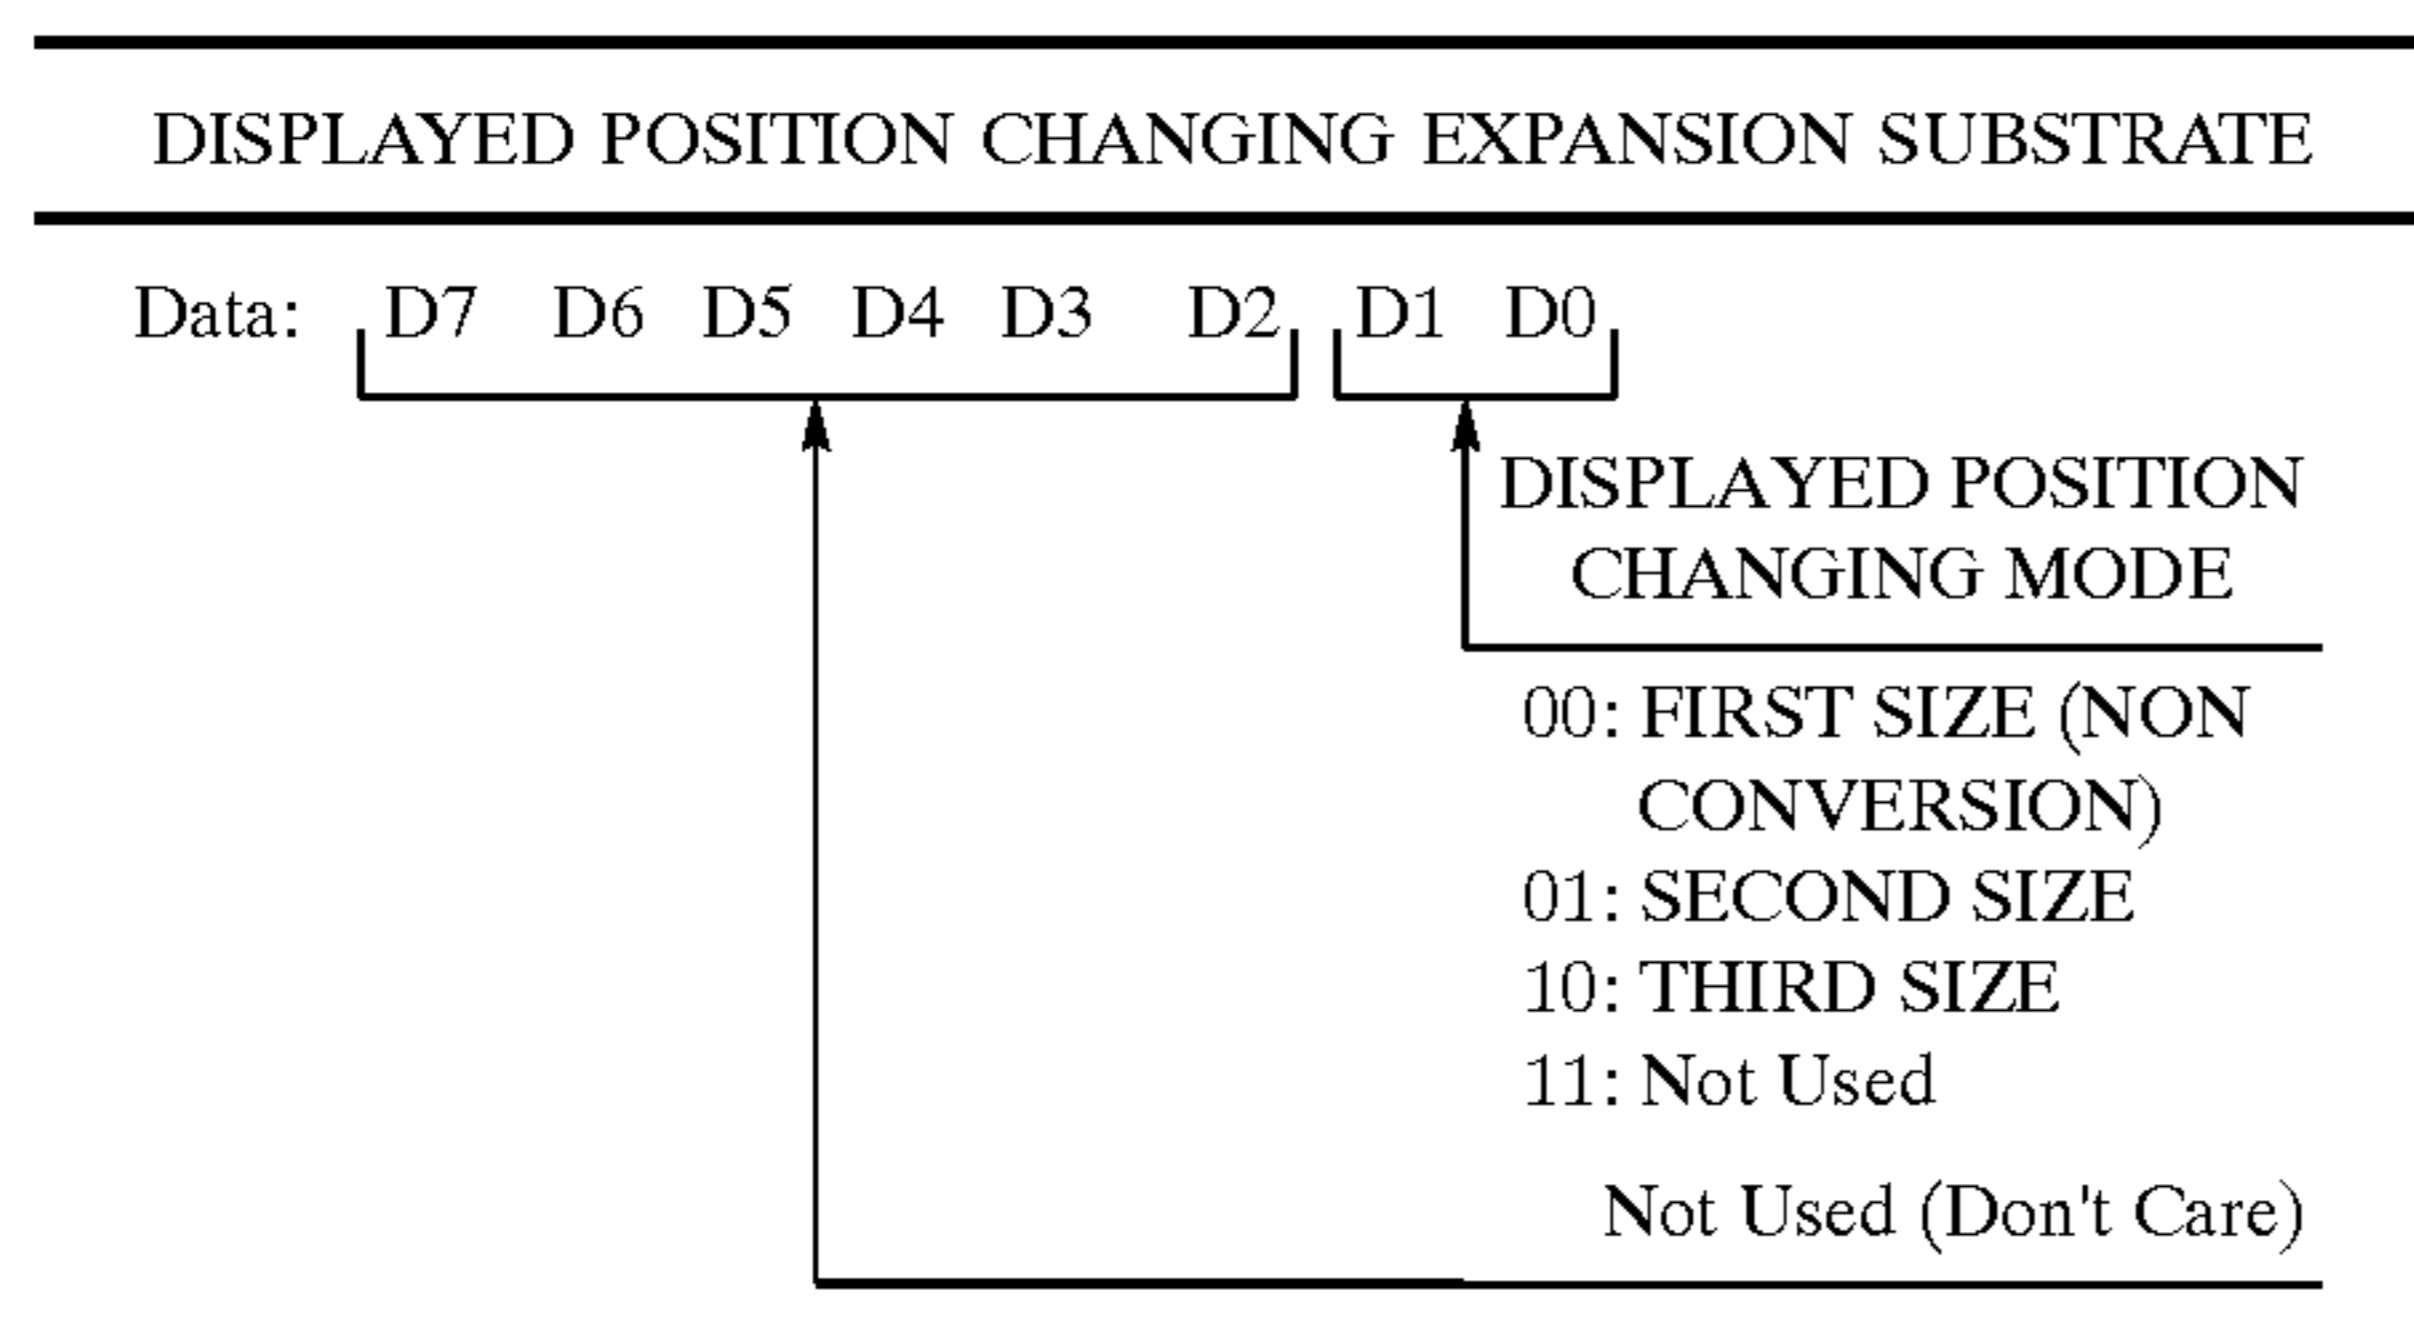 DISPLAYED POSITION CHANGING EXPANSION SUBSTRATE
Data: D7 D6 D5 D4 D3 D2 D1 D0
DISPLAYED POSITION
CHANGING MODE
00: FIRST SIZE (NON
CONVERSION)
01: SECOND SIZE
10: THIRD SIZE
11: Not Used
Not Used (Don't Care)